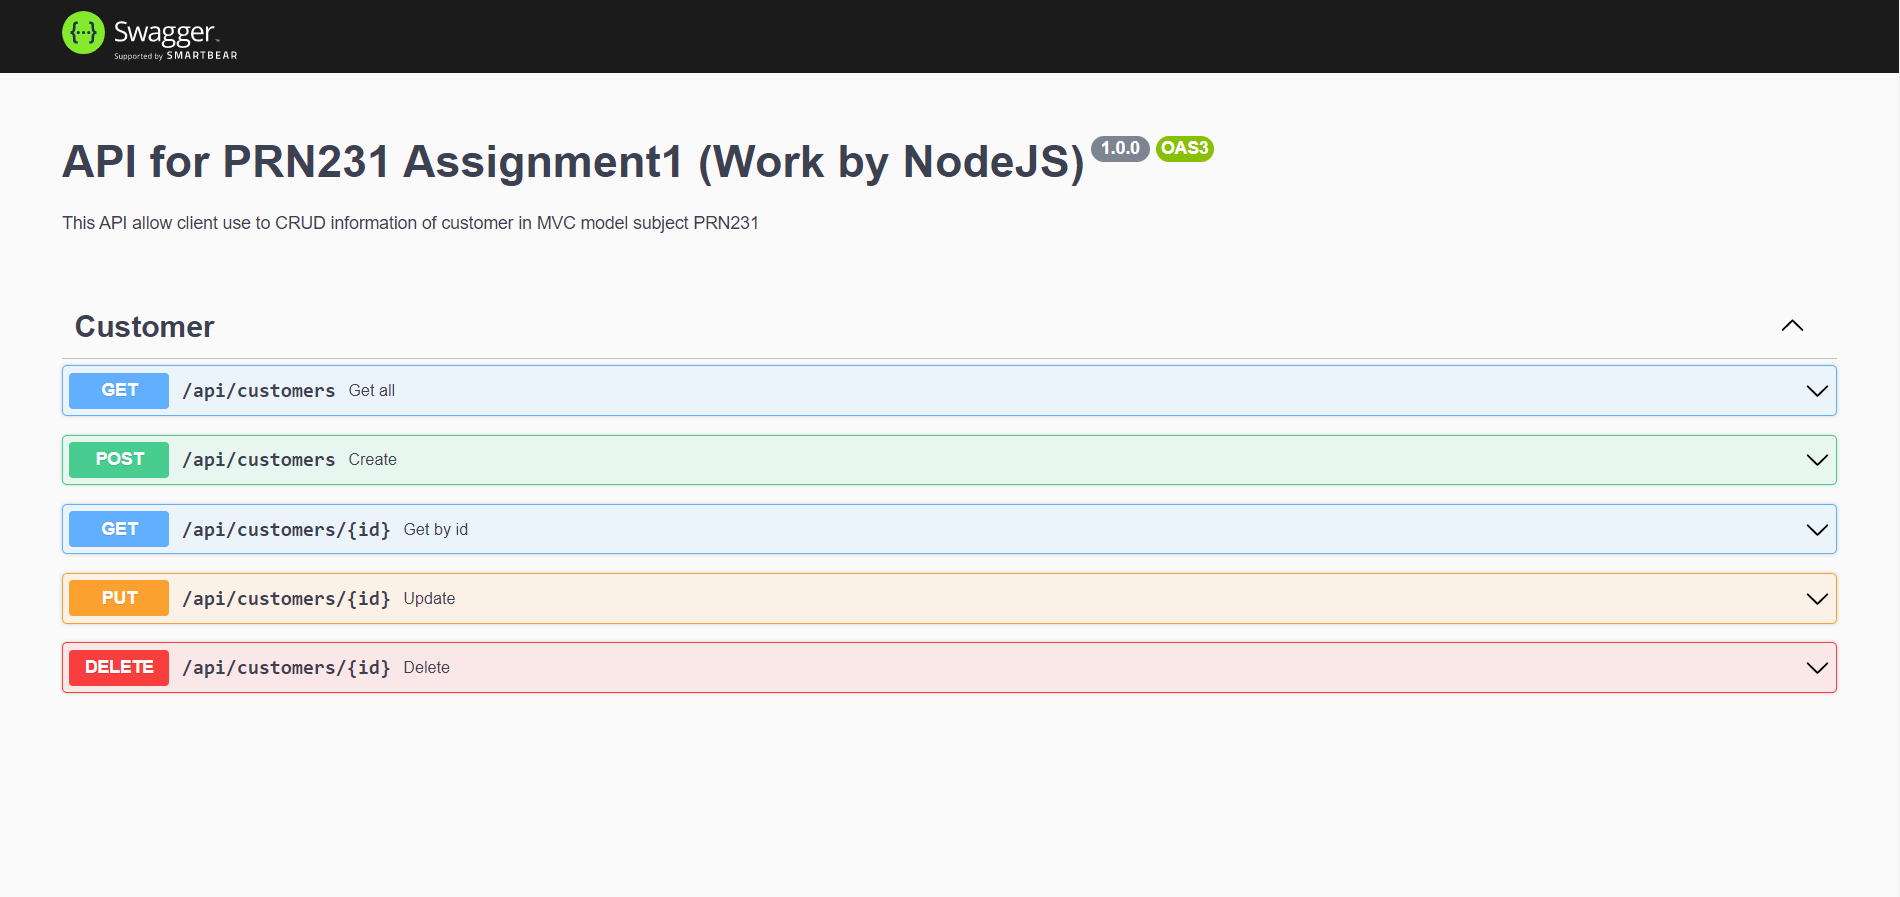 {···} Swagger™
Supported by SMARTBEAR
API for PRN231 Assignment1 (Work by NodeJS) 1.0.0 OAS3
This API allow client use to CRUD information of customer in MVC model subject PRN231
Customer
GET /api/customers Get all
POST /api/customers Create
GET /api/customers/{id} Get by id
PUT /api/customers/{id} Update
DELETE /api/customers/{id} Delete